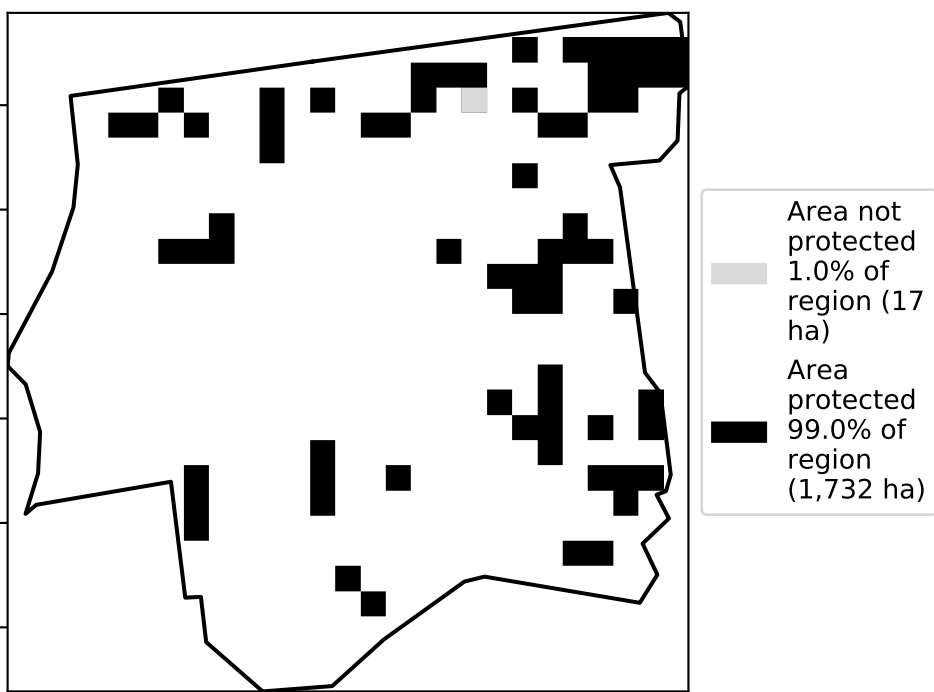 Area not
protected
1.0% of
region (17
ha)
Area
protected
99.0% of
region
(1,732 ha)